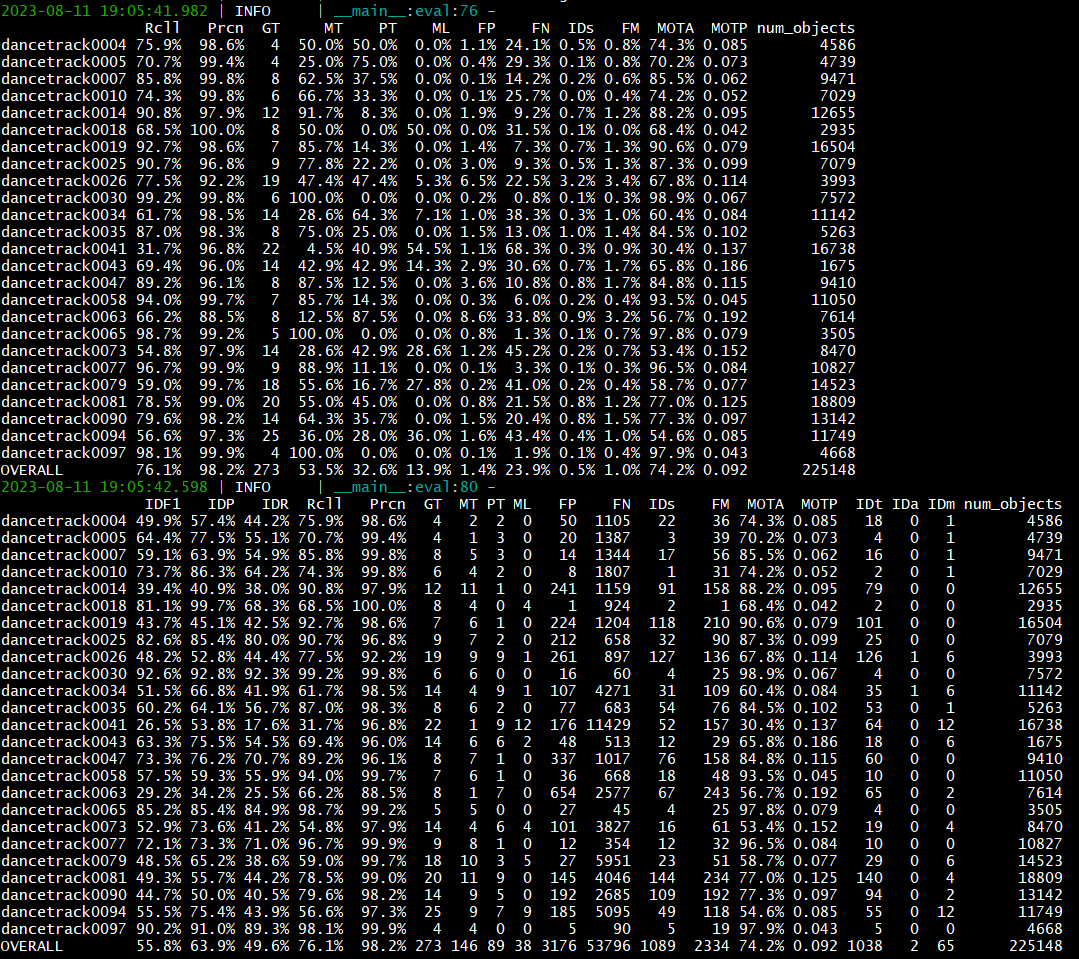 2023-08-11 19:05:41.982 | INFO     | __main__:eval:76 -
Rcll Prcn GT MT PT ML FP FN IDs FM MOTA MOTP num_objects
dancetrack0004 75.9% 98.6% 4 50.0% 50.0% 0.0% 1.1% 24.1% 0.5% 0.8% 74.3% 0.085 4586
dancetrack0005 70.7% 99.4% 4 25.0% 75.0% 0.0% 0.4% 29.3% 0.1% 0.8% 70.2% 0.073 4739
dancetrack0007 85.8% 99.8% 8 62.5% 37.5% 0.0% 0.1% 14.2% 0.2% 0.6% 85.5% 0.062 9471
dancetrack0010 74.3% 99.8% 6 66.7% 33.3% 0.0% 0.1% 25.7% 0.0% 0.4% 74.2% 0.052 7029
dancetrack0014 90.8% 97.9% 12 91.7% 8.3% 0.0% 1.9% 9.2% 0.7% 1.2% 88.2% 0.095 12655
dancetrack0018 68.5% 100.0% 8 50.0% 0.0% 50.0% 0.0% 31.5% 0.1% 0.0% 68.4% 0.042 2935
dancetrack0019 92.7% 98.6% 7 85.7% 14.3% 0.0% 1.4% 7.3% 0.7% 1.3% 90.6% 0.079 16504
dancetrack0025 90.7% 96.8% 9 77.8% 22.2% 0.0% 3.0% 9.3% 0.5% 1.3% 87.3% 0.099 7079
dancetrack0026 77.5% 92.2% 19 47.4% 47.4% 5.3% 6.5% 22.5% 3.2% 3.4% 67.8% 0.114 3993
dancetrack0030 99.2% 99.8% 6 100.0% 0.0% 0.0% 0.2% 0.8% 0.1% 0.3% 98.9% 0.067 7572
dancetrack0034 61.7% 98.5% 14 28.6% 64.3% 7.1% 1.0% 38.3% 0.3% 1.0% 60.4% 0.084 11142
dancetrack0035 87.0% 98.3% 8 75.0% 25.0% 0.0% 1.5% 13.0% 1.0% 1.4% 84.5% 0.102 5263
dancetrack0041 31.7% 96.8% 22 4.5% 40.9% 54.5% 1.1% 68.3% 0.3% 0.9% 30.4% 0.137 16738
dancetrack0043 69.4% 96.0% 14 42.9% 42.9% 14.3% 2.9% 30.6% 0.7% 1.7% 65.8% 0.186 1675
dancetrack0047 89.2% 96.1% 8 87.5% 12.5% 0.0% 3.6% 10.8% 0.8% 1.7% 84.8% 0.115 9410
dancetrack0058 94.0% 99.7% 7 85.7% 14.3% 0.0% 0.3% 6.0% 0.2% 0.4% 93.5% 0.045 11050
dancetrack0063 66.2% 88.5% 8 12.5% 87.5% 0.0% 8.6% 33.8% 0.9% 3.2% 56.7% 0.192 7614
dancetrack0065 98.7% 99.2% 5 100.0% 0.0% 0.0% 0.8% 1.3% 0.1% 0.7% 97.8% 0.079 3505
dancetrack0073 54.8% 97.9% 14 28.6% 42.9% 28.6% 1.2% 45.2% 0.2% 0.7% 53.4% 0.152 8470
dancetrack0077 96.7% 99.9% 9 88.9% 11.1% 0.0% 0.1% 3.3% 0.1% 0.3% 96.5% 0.084 10827
dancetrack0079 59.0% 99.7% 18 55.6% 16.7% 27.8% 0.2% 41.0% 0.2% 0.4% 58.7% 0.077 14523
dancetrack0081 78.5% 99.0% 20 55.0% 45.0% 0.0% 0.8% 21.5% 0.8% 1.2% 77.0% 0.125 18809
dancetrack0090 79.6% 98.2% 14 64.3% 35.7% 0.0% 1.5% 20.4% 0.8% 1.5% 77.3% 0.097 13142
dancetrack0094 56.6% 97.3% 25 36.0% 28.0% 36.0% 1.6% 43.4% 0.4% 1.0% 54.6% 0.085 11749
dancetrack0097 98.1% 99.9% 4 100.0% 0.0% 0.0% 0.1% 1.9% 0.1% 0.4% 97.9% 0.043 4668
OVERALL 76.1% 98.2% 273 53.5% 32.6% 13.9% 1.4% 23.9% 0.5% 1.0% 74.2% 0.092 225148
2023-08-11 19:05:42.598 | INFO     | __main__:eval:80 -
IDF1 IDP IDR Rcll Prcn GT MT PT ML FP FN IDs FM MOTA MOTP IDt IDa IDm num_objects
dancetrack0004 49.9% 57.4% 44.2% 75.9% 98.6% 4 2 2 0 50 1105 22 36 74.3% 0.085 18 0 1 4586
dancetrack0005 64.4% 77.5% 55.1% 70.7% 99.4% 4 1 3 0 20 1387 3 39 70.2% 0.073 4 0 1 4739
dancetrack0007 59.1% 63.9% 54.9% 85.8% 99.8% 8 5 3 0 14 1344 17 56 85.5% 0.062 16 0 1 9471
dancetrack0010 73.7% 86.3% 64.2% 74.3% 99.8% 6 4 2 0 8 1807 1 31 74.2% 0.052 2 0 1 7029
dancetrack0014 39.4% 40.9% 38.0% 90.8% 97.9% 12 11 1 0 241 1159 91 158 88.2% 0.095 79 0 0 12655
dancetrack0018 81.1% 99.7% 68.3% 68.5% 100.0% 8 4 0 4 1 924 2 1 68.4% 0.042 2 0 0 2935
dancetrack0019 43.7% 45.1% 42.5% 92.7% 98.6% 7 6 1 0 224 1204 118 210 90.6% 0.079 101 0 0 16504
dancetrack0025 82.6% 85.4% 80.0% 90.7% 96.8% 9 7 2 0 212 658 32 90 87.3% 0.099 25 0 0 7079
dancetrack0026 48.2% 52.8% 44.4% 77.5% 92.2% 19 9 9 1 261 897 127 136 67.8% 0.114 126 1 6 3993
dancetrack0030 92.6% 92.8% 92.3% 99.2% 99.8% 6 6 0 0 16 60 4 25 98.9% 0.067 4 0 0 7572
dancetrack0034 51.5% 66.8% 41.9% 61.7% 98.5% 14 4 9 1 107 4271 31 109 60.4% 0.084 35 1 6 11142
dancetrack0035 60.2% 64.1% 56.7% 87.0% 98.3% 8 6 2 0 77 683 54 76 84.5% 0.102 53 0 1 5263
dancetrack0041 26.5% 53.8% 17.6% 31.7% 96.8% 22 1 9 12 176 11429 52 157 30.4% 0.137 64 0 12 16738
dancetrack0043 63.3% 75.5% 54.5% 69.4% 96.0% 14 6 6 2 48 513 12 29 65.8% 0.186 18 0 6 1675
dancetrack0047 73.3% 76.2% 70.7% 89.2% 96.1% 8 7 1 0 337 1017 76 158 84.8% 0.115 60 0 0 9410
dancetrack0058 57.5% 59.3% 55.9% 94.0% 99.7% 7 6 1 0 36 668 18 48 93.5% 0.045 10 0 0 11050
dancetrack0063 29.2% 34.2% 25.5% 66.2% 88.5% 8 1 7 0 654 2577 67 243 56.7% 0.192 65 0 2 7614
dancetrack0065 85.2% 85.4% 84.9% 98.7% 99.2% 5 5 0 0 27 45 4 25 97.8% 0.079 4 0 0 3505
dancetrack0073 52.9% 73.6% 41.2% 54.8% 97.9% 14 4 6 4 101 3827 16 61 53.4% 0.152 19 0 4 8470
dancetrack0077 72.1% 73.3% 71.0% 96.7% 99.9% 9 8 1 0 12 354 12 32 96.5% 0.084 10 0 0 10827
dancetrack0079 48.5% 65.2% 38.6% 59.0% 99.7% 18 10 3 5 27 5951 23 51 58.7% 0.077 29 0 6 14523
dancetrack0081 49.3% 55.7% 44.2% 78.5% 99.0% 20 11 9 0 145 4046 144 234 77.0% 0.125 140 0 4 18809
dancetrack0090 44.7% 50.0% 40.5% 79.6% 98.2% 14 9 5 0 192 2685 109 192 77.3% 0.097 94 0 2 13142
dancetrack0094 55.5% 75.4% 43.9% 56.6% 97.3% 25 9 7 9 185 5095 49 118 54.6% 0.085 55 0 12 11749
dancetrack0097 90.2% 91.0% 89.3% 98.1% 99.9% 4 4 0 0 5 90 5 19 97.9% 0.043 5 0 0 4668
OVERALL 55.8% 63.9% 49.6% 76.1% 98.2% 273 146 89 38 3176 53796 1089 2334 74.2% 0.092 1038 2 65 225148